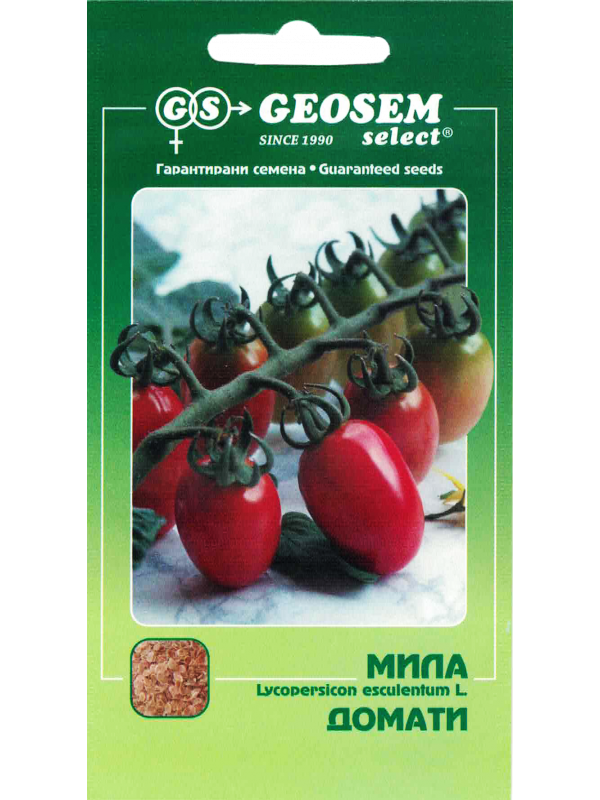 GS GEOSEM
SINCE 1990 select®
Гарантирани семена • Guaranteed seeds
МИЛА
Lycopersicon esculentum L.
ДОМАТИ